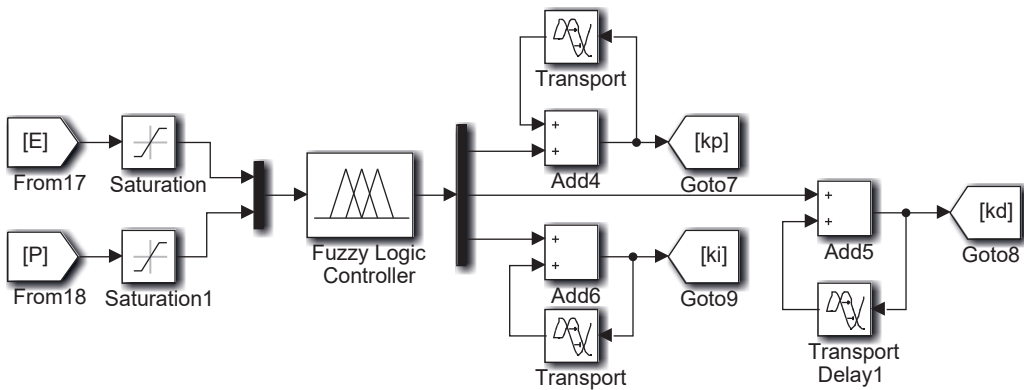 Transport
[E]
+
+
[kp]
From17
Saturation
Add4
Goto7
+
+
[kd]
Fuzzy Logic
Controller
Add5
Goto8
[P]
+
+
[ki]
From18
Saturation1
Add6
Goto9
Transport
Transport
Delay1